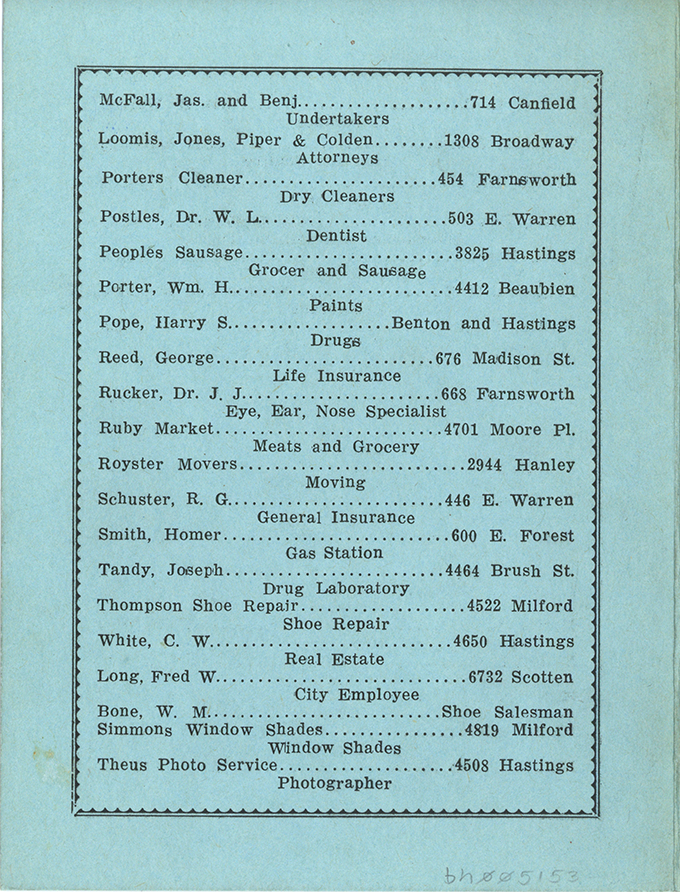 McFall, Jas. and Benj....................714 Canfield
Undertakers
Loomis, Jones, Piper & Colden........1308 Broadway
Attorneys
Porters Cleaner......................454 Farnsworth
Dry Cleaners
Postles, Dr. W. L......................503 E. Warren
Dentist
Peoples Sausage........................3825 Hastings
Grocer and Sausage
Porter, Wm. H..........................4412 Beaubien
Paints
Pope, Harry S...................Benton and Hastings
Drugs
Reed, George.........................676 Madison St.
Life Insurance
Rucker, Dr. J. J.......................668 Farnsworth
Eye, Ear, Nose Specialist
Ruby Market..........................4701 Moore Pl.
Meats and Grocery
Royster Movers..........................2944 Hanley
Moving
Schuster, R. G.........................446 E. Warren
General Insurance
Smith, Homer..........................600 E. Forest
Gas Station
Tandy, Joseph.........................4464 Brush St.
Drug Laboratory
Thompson Shoe Repair...................4522 Milford
Shoe Repair
White, C. W............................4650 Hastings
Real Estate
Long, Fred W.............................6732 Scotten
City Employee
Bone, W. M...........................Shoe Salesman
Simmons Window Shades................4819 Milford
Window Shades
Theus Photo Service....................4508 Hastings
Photographer
bh005153